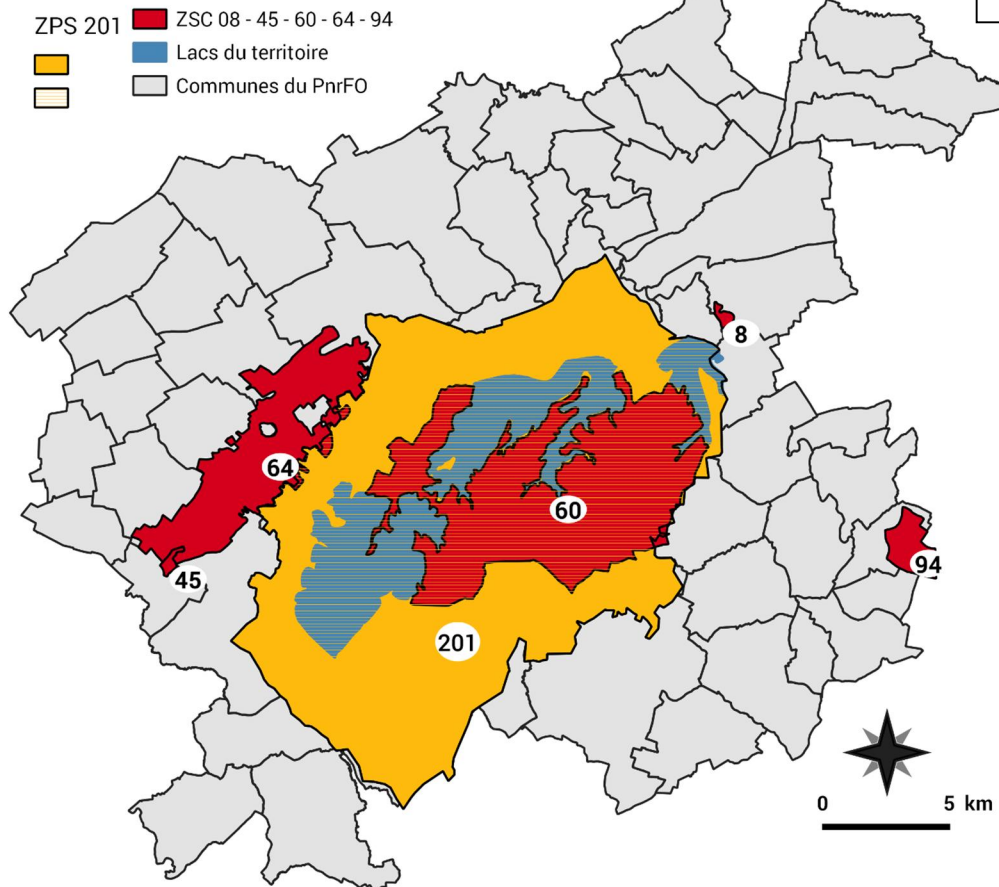 ZPS 201
ZSC 08 - 45 - 60 - 64 - 94
Lacs du territoire
Communes du PnrFO
8
64
60
94
45
201
0 5 km